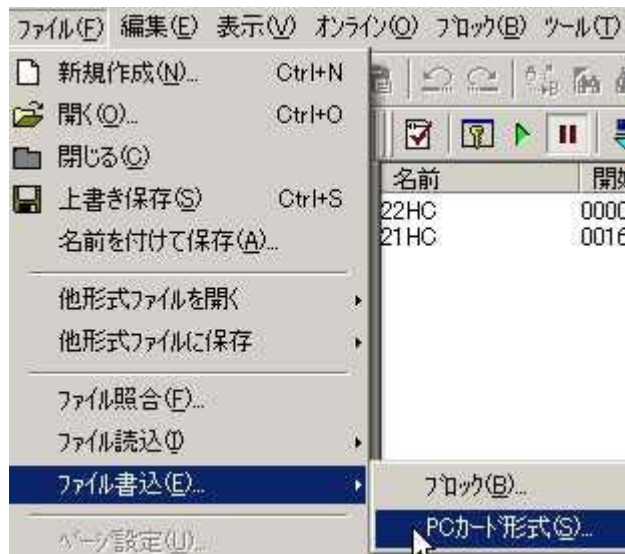 ﾌｧｲﾙ(F) 編集(E) 表示(V) ｵﾝﾗｲﾝ(O) ﾌﾞﾛｯｸ(B) ﾂｰﾙ(T)
新規作成(N)... Ctrl+N
開く(O)... Ctrl+O
閉じる(C)
上書き保存(S) Ctrl+S
名前を付けて保存(A)...
他形式ﾌｧｲﾙを開く
他形式ﾌｧｲﾙに保存
ﾌｧｲﾙ照合(F)...
ﾌｧｲﾙ読込(I)
ﾌｧｲﾙ書込(E)...
ﾍﾟｰｼﾞ設定(U)...
名前
22HC 0000
21HC 0016
ﾌﾞﾛｯｸ(B)...
PCｶｰﾄﾞ形式(S)...